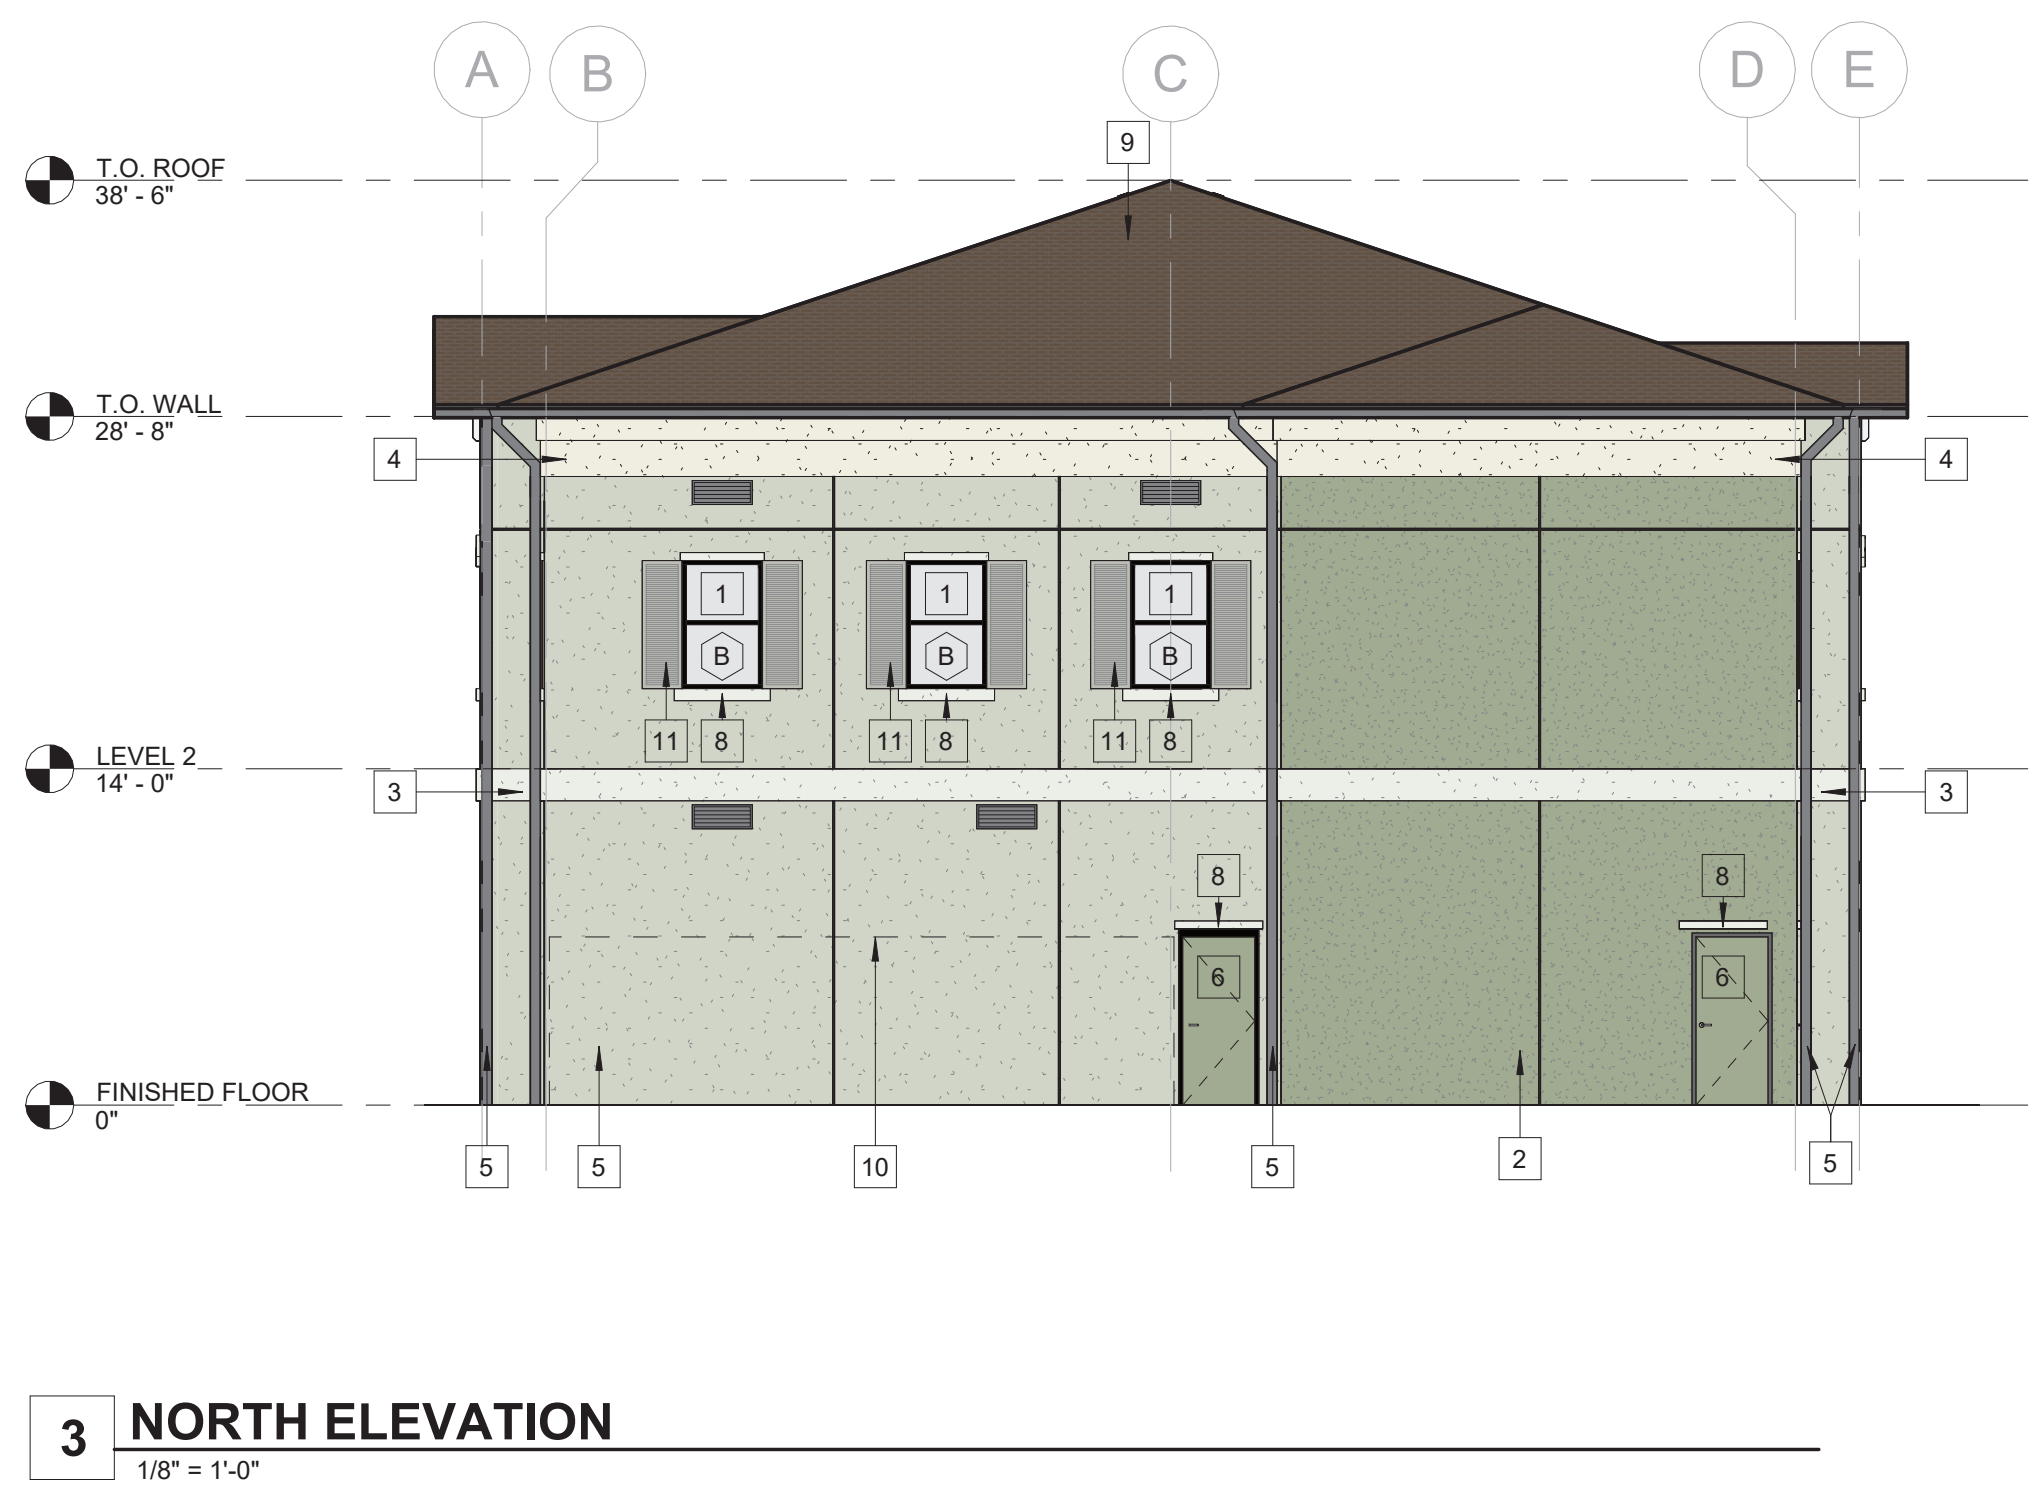 A B C D E
9
T.O. ROOF
38' - 6"
T.O. WALL
28' - 8"
4 4
1 1 1
B B B
11 8 11 8 11 8
LEVEL 2
14' - 0"
3 3
8 8
6 6
FINISHED FLOOR
0"
5 5 10 5 2 5
3 NORTH ELEVATION
1/8" = 1'-0"